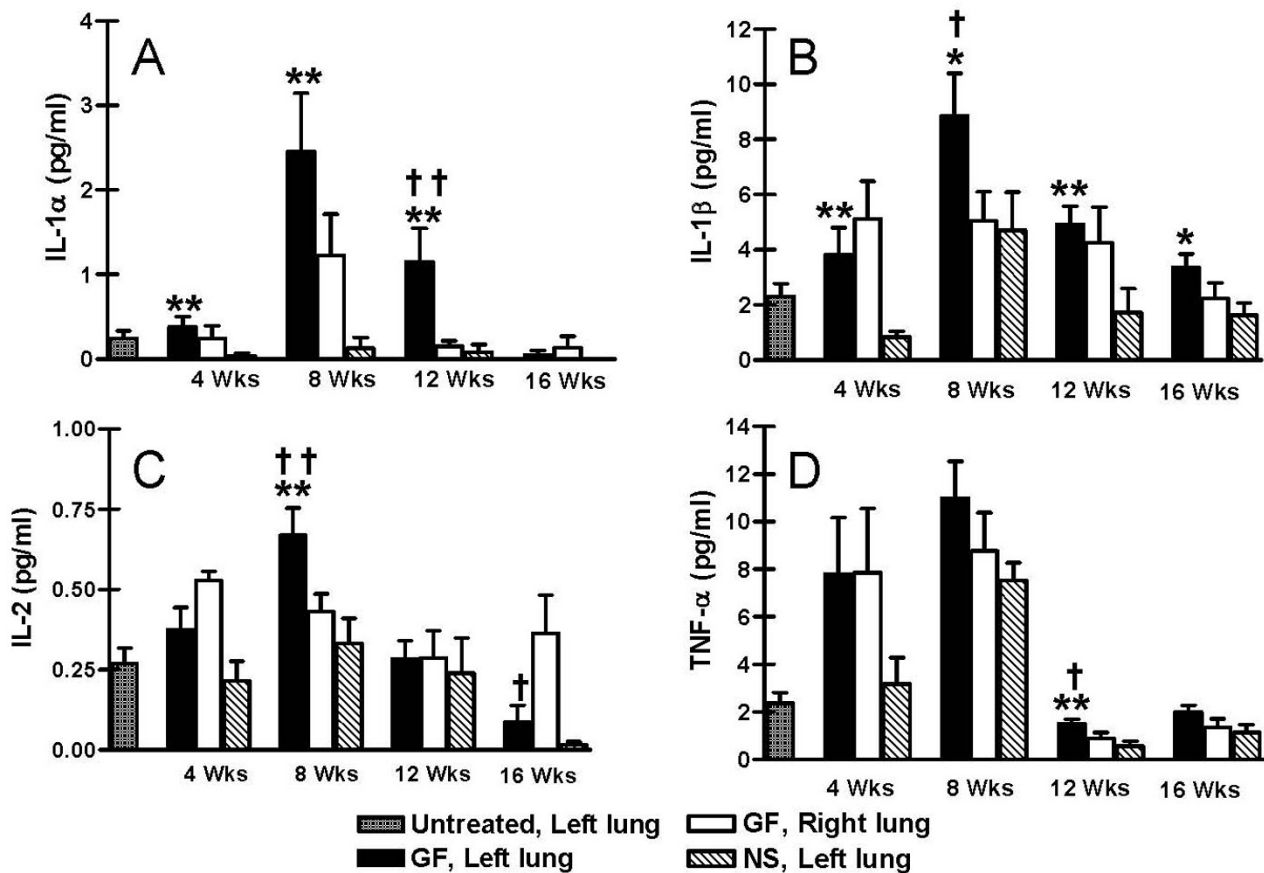 A
IL-1α (pg/ml)
4
3
2
1
0
**
**
† †
**
4 Wks 8 Wks 12 Wks 16 Wks
B
IL-1β (pg/ml)
12
10
8
6
4
2
0
**
†
*
**
*
4 Wks 8 Wks 12 Wks 16 Wks
C
IL-2 (pg/ml)
1.00
0.75
0.50
0.25
0.00
† †
**
†
4 Wks 8 Wks 12 Wks 16 Wks
D
TNF-α (pg/ml)
14
12
10
8
6
4
2
0
†
**
4 Wks 8 Wks 12 Wks 16 Wks
Untreated, Left lung GF, Right lung
GF, Left lung NS, Left lung